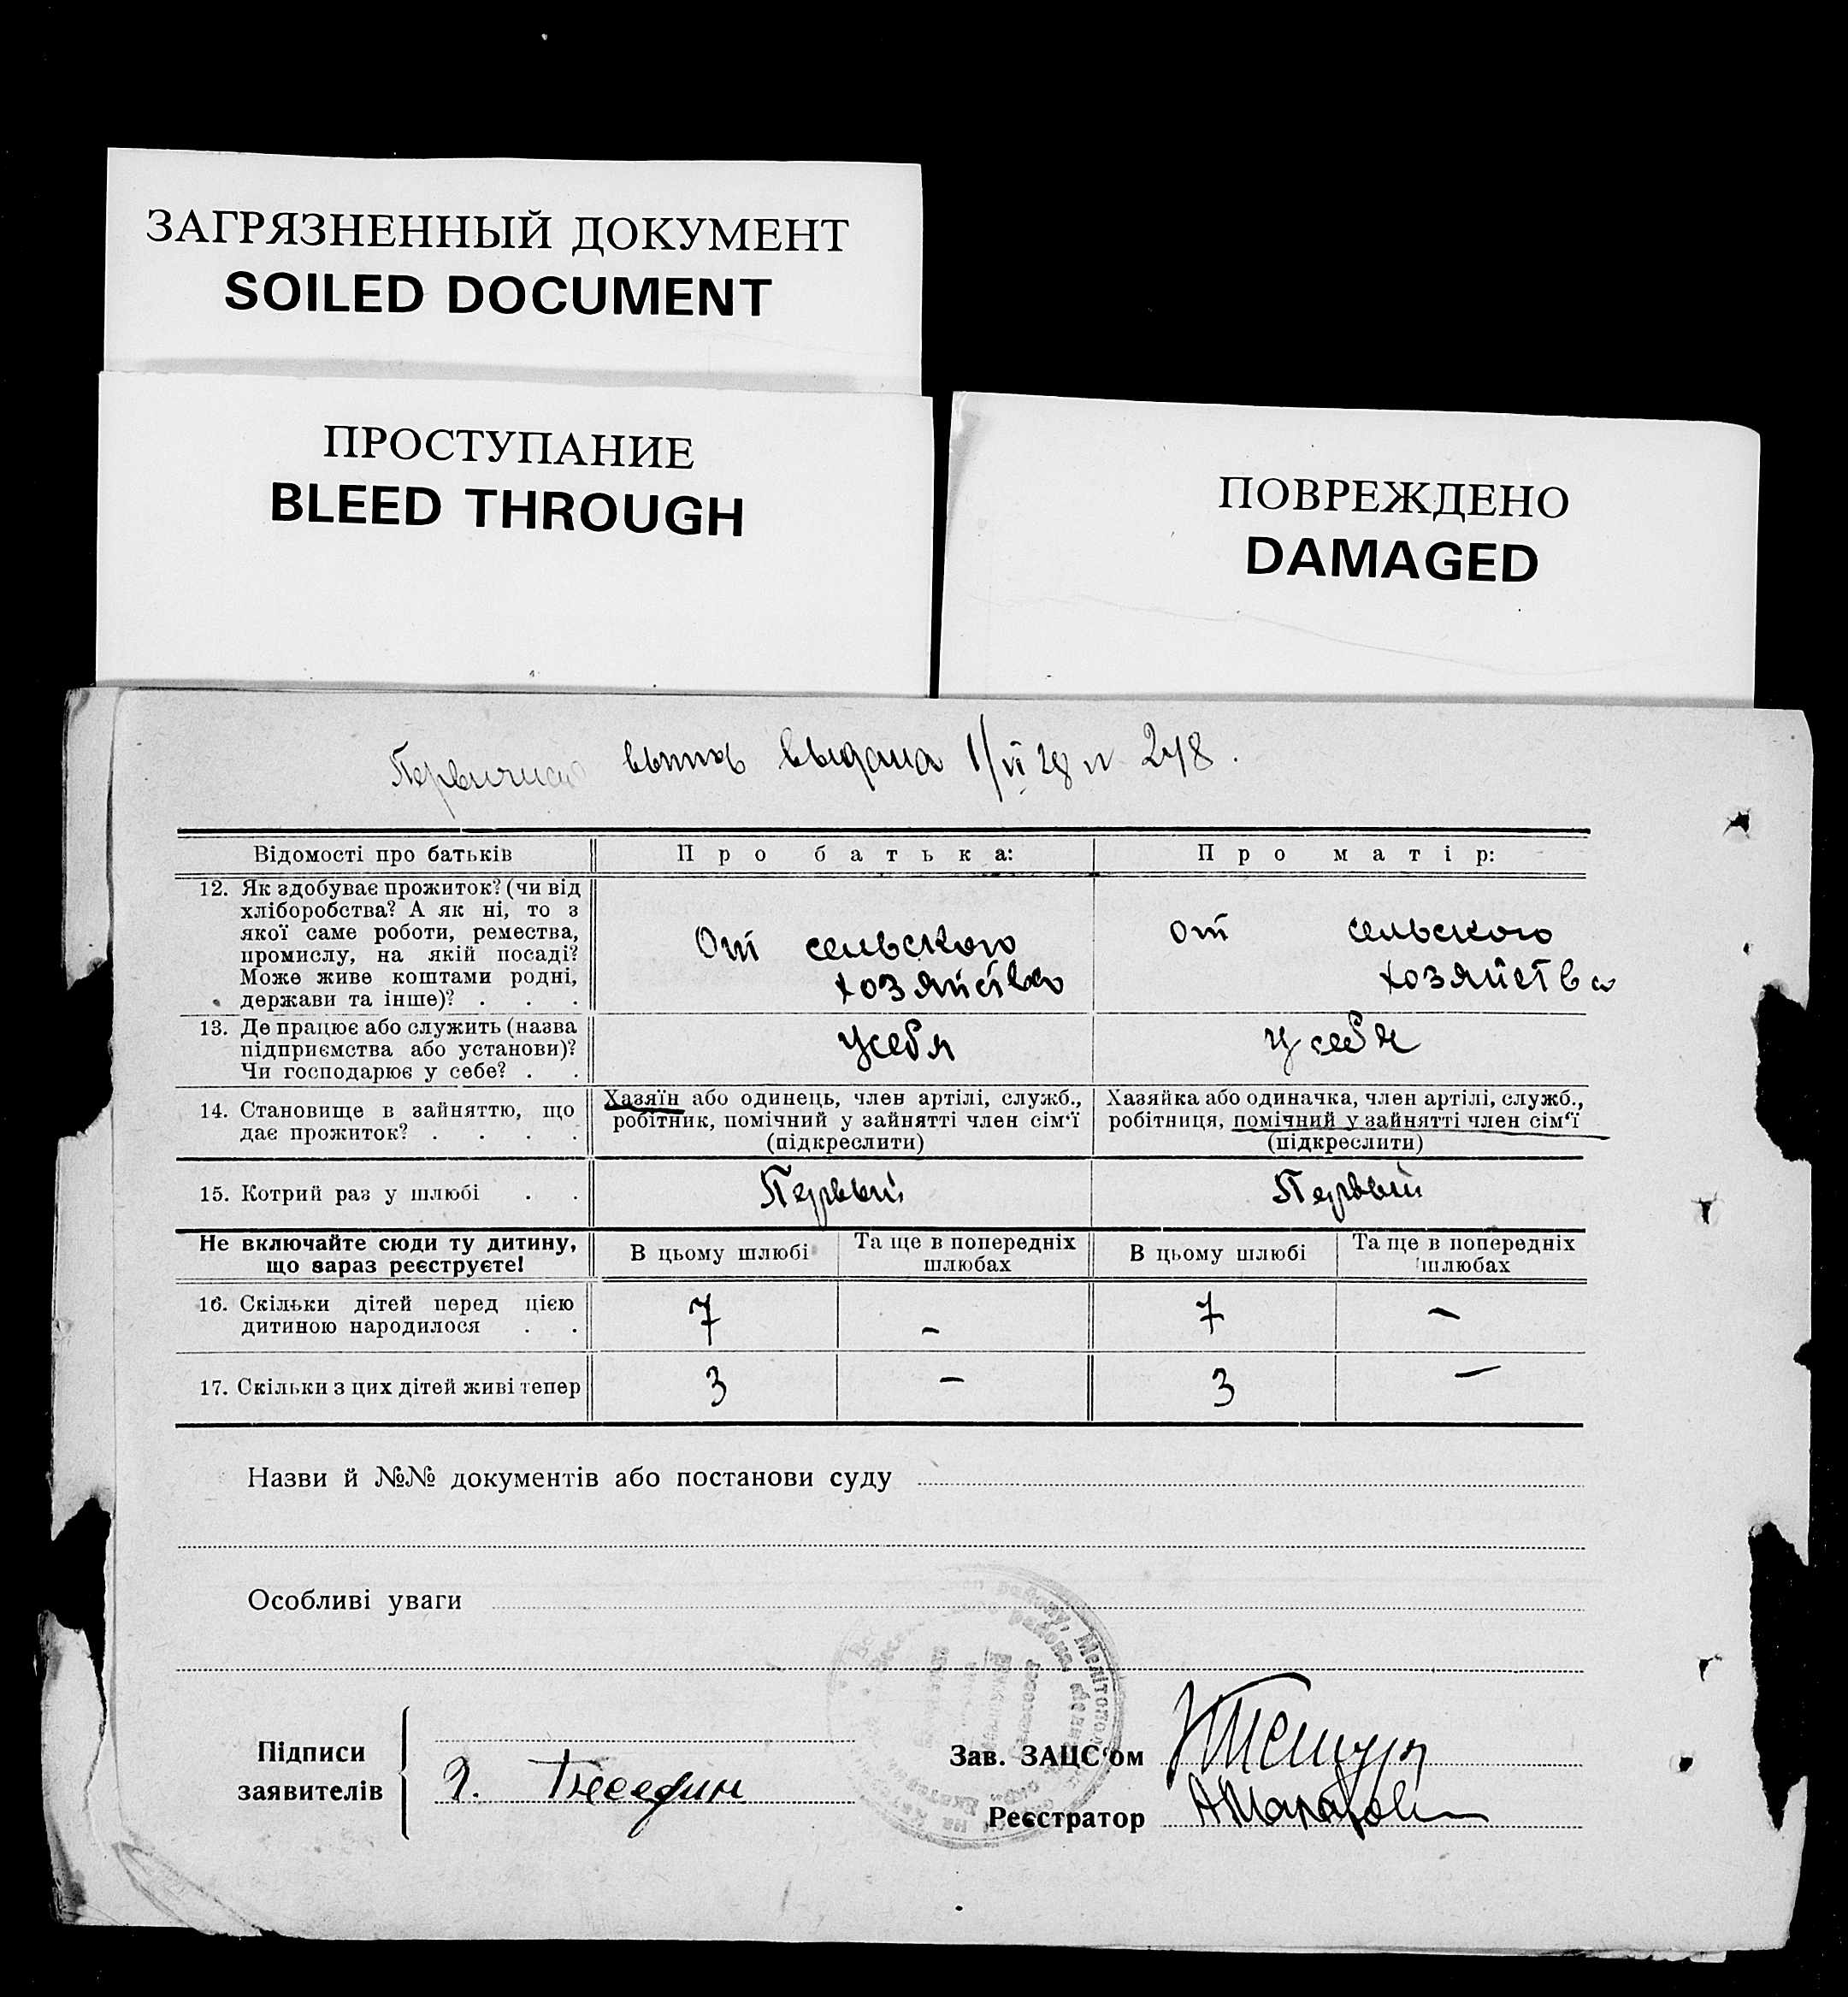 ЗАГРЯЗНЕННЫЙ ДОКУМЕНТ
SOILED DOCUMENT
ПРОСТУПАНИЕ
BLEED THROUGH
ПОВРЕЖДЕНО
DAMAGED
выдана 1/VI 28 248.
Відомості про батьків
Про батька:
Про матір:
12. Як здобуває прожиток? (чи від
хліборобства? А як ні, то з
якої саме роботи, ремества,
промислу, на якій посаді?
Може живе коштами родні,
держави та інше)? . . .
От сельского
хозяйства
От сельского
хозяйства
13. Де працює або служить (назва
підприємства або установи)?
Чи господарює у себе? . .
У себя
У себя
14. Становище в зайняттю, що
дає прожиток? . . . .
Хазяїн або одинець, член артілі, служб.,
робітник, помічний у зайнятті член сім'ї
(підкреслити)
Хазяйка або одиначка, член артілі, служб.,
робітниця, помічний у зайнятті член сім'ї
(підкреслити)
15. Котрий раз у шлюбі . .
Первый
Первый
Не включайте сюди ту дитину,
що зараз реєструєте!
В цьому шлюбі
Та ще в попередніх
шлюбах
В цьому шлюбі
Та ще в попередніх
шлюбах
16. Скільки дітей перед цією
дитиною народилося . .
7
–
7
–
17. Скільки з цих дітей живі тепер
3
–
3
–
Назви й №№ документів або постанови суду
Особливі уваги
Підписи
заявителів
Зав. ЗАЦС'ом
Реєстратор